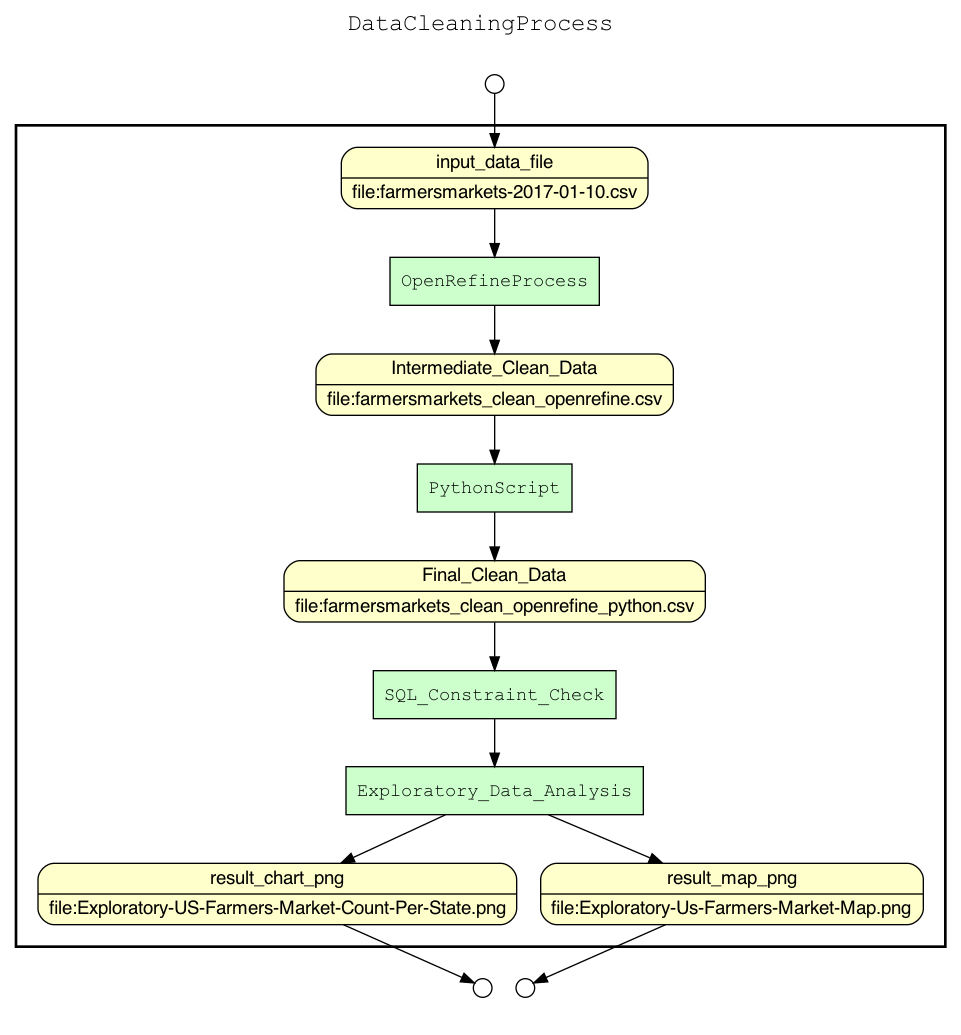 DataCleaningProcess
input_data_file
file:farmersmarkets-2017-01-10.csv
OpenRefineProcess
Intermediate_Clean_Data
file:farmersmarkets_clean_openrefine.csv
PythonScript
Final_Clean_Data
file:farmersmarkets_clean_openrefine_python.csv
SQL_Constraint_Check
Exploratory_Data_Analysis
result_chart_png
file:Exploratory-US-Farmers-Market-Count-Per-State.png
result_map_png
file:Exploratory-Us-Farmers-Market-Map.png